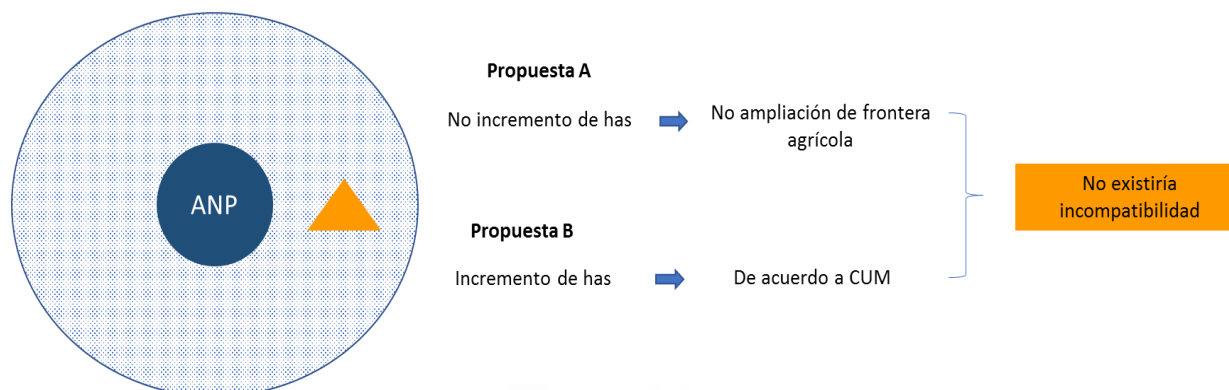 ANP
Propuesta A
No incremento de has
No ampliación de frontera
agrícola
Propuesta B
Incremento de has
De acuerdo a CUM
No existiría
incompatibilidad